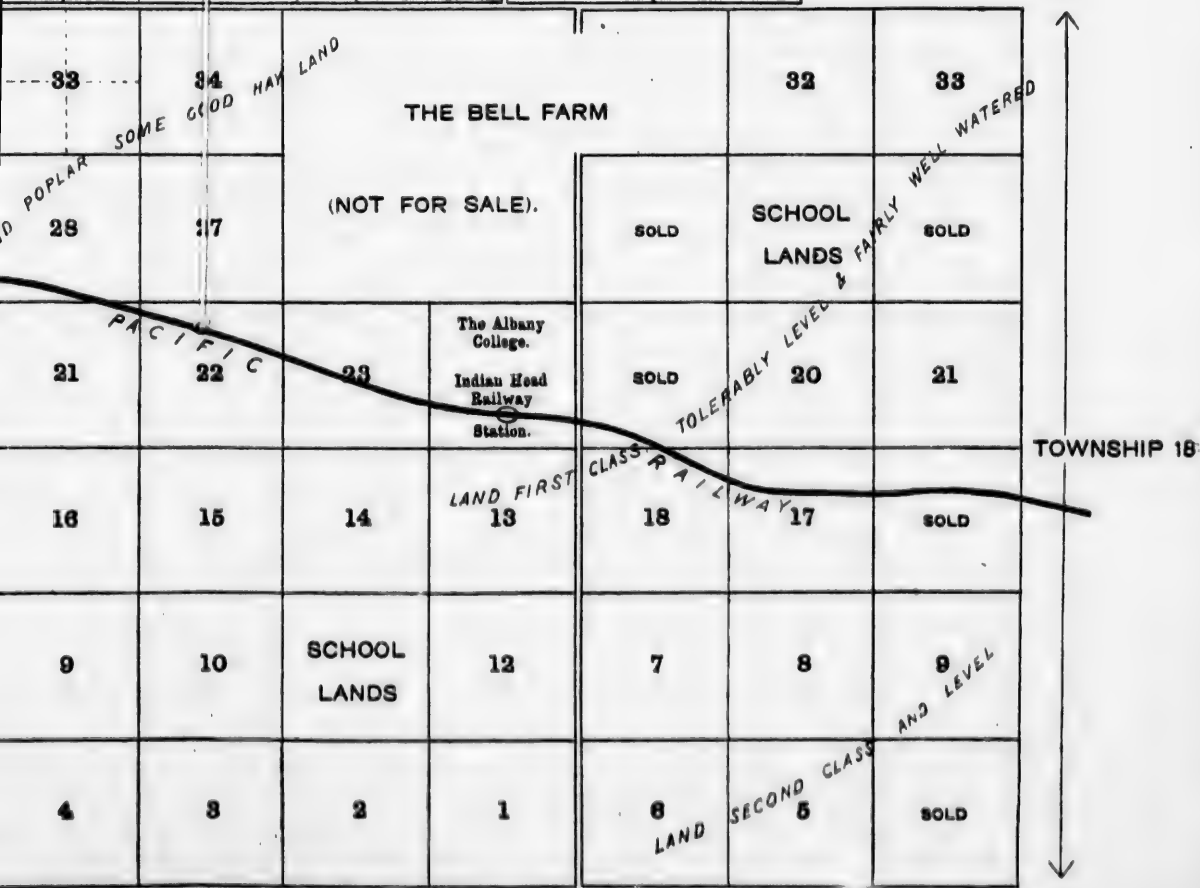 33
34
THE BELL FARM
32
33
SOME GOOD HAY LAND
POPLAR
28
27
(NOT FOR SALE).
SOLD
SCHOOL
LANDS
SOLD
PACIFIC
21
22
23
The Albany
College.
Indian Head
Railway
Station.
SOLD
20
21
LAND FIRST CLASS TOLERABLY LEVEL & FAIRLY WELL WATERED
TOWNSHIP 18
RAILWAY
16
15
14
13
18
17
SOLD
9
10
SCHOOL
LANDS
12
7
8
9
4
3
2
1
6
5
SOLD
LAND SECOND CLASS AND LEVEL